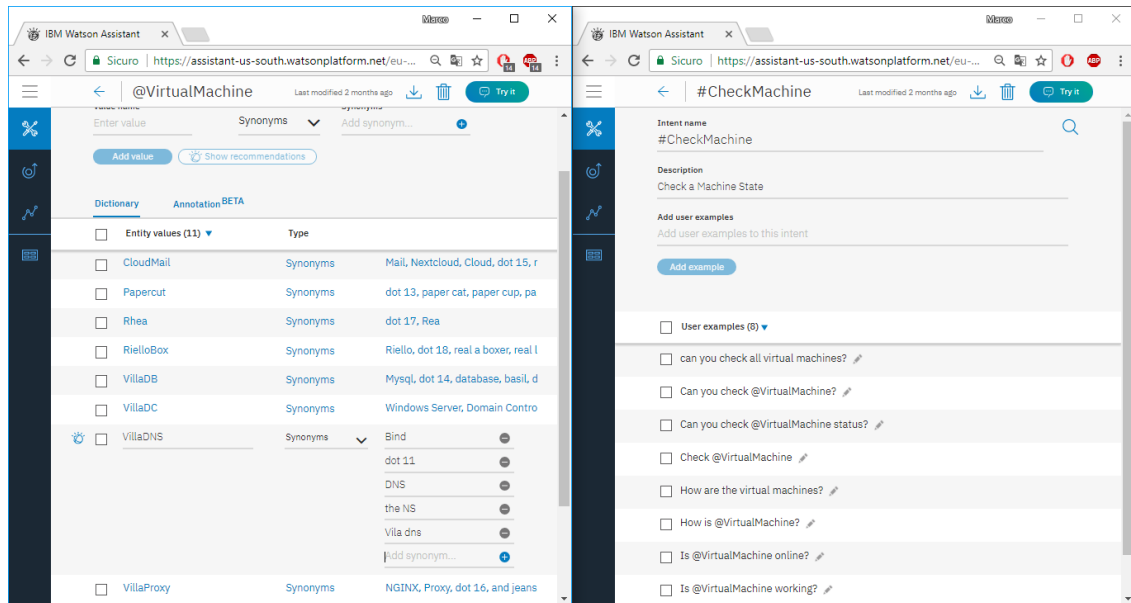 Marco
IBM Watson Assistant
Sicuro https://assistant-us-south.watsonplatform.net/eu-...
14 14
@VirtualMachine Last modified 2 months ago Try it
Value name Synonyms
Enter value Synonyms Add synonym...
Add value Show recommendations
Dictionary Annotation BETA
Entity values (11) Type
CloudMail Synonyms Mail, Nextcloud, Cloud, dot 15, r
Papercut Synonyms dot 13, paper cat, paper cup, pa
Rhea Synonyms dot 17, Rea
RielloBox Synonyms Riello, dot 18, real a boxer, real l
VillaDB Synonyms Mysql, dot 14, database, basil, d
VillaDC Synonyms Windows Server, Domain Contro
VillaDNS Synonyms Bind
dot 11
DNS
the NS
Vila dns
Add synonym...
VillaProxy Synonyms NGINX, Proxy, dot 16, and jeans
Marco
IBM Watson Assistant
Sicuro https://assistant-us-south.watsonplatform.net/eu-...
ABP
#CheckMachine Last modified 2 months ago Try it
Intent name
#CheckMachine
Description
Check a Machine State
Add user examples
Add user examples to this intent
Add example
User examples (8)
can you check all virtual machines?
Can you check @VirtualMachine?
Can you check @VirtualMachine status?
Check @VirtualMachine
How are the virtual machines?
How is @VirtualMachine?
Is @VirtualMachine online?
Is @VirtualMachine working?